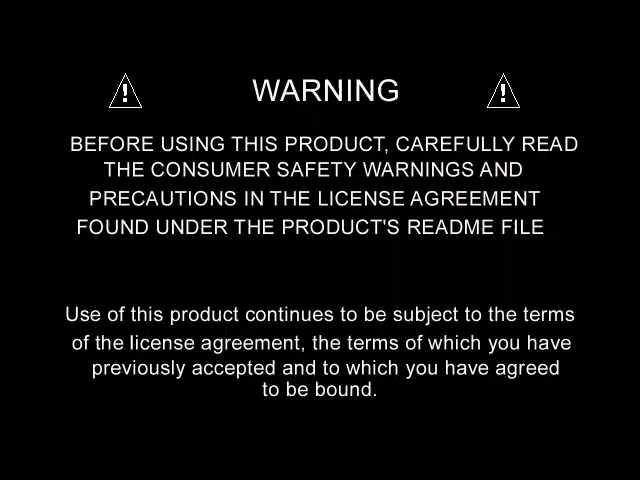 WARNING
BEFORE USING THIS PRODUCT, CAREFULLY READ
THE CONSUMER SAFETY WARNINGS AND
PRECAUTIONS IN THE LICENSE AGREEMENT
FOUND UNDER THE PRODUCT'S README FILE
Use of this product continues to be subject to the terms
of the license agreement, the terms of which you have
previously accepted and to which you have agreed
to be bound.